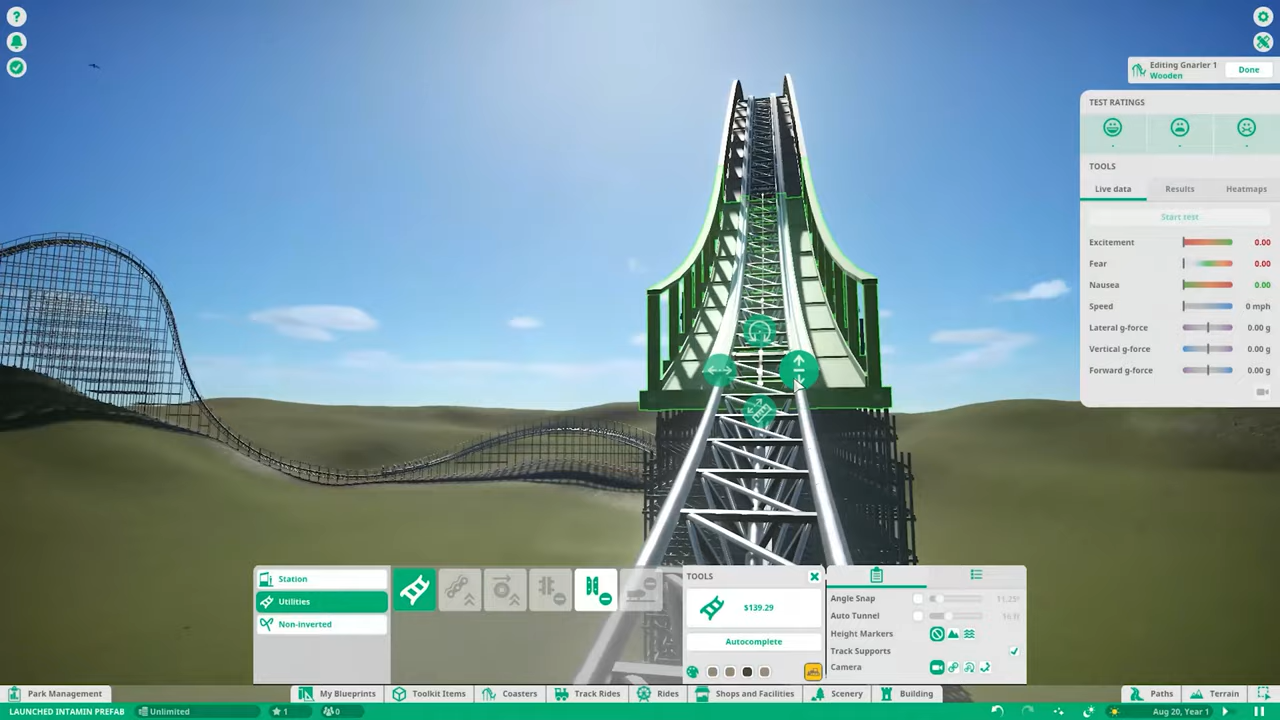 ?
Editing Gnarler 1
Wooden
Done
TEST RATINGS
-
-
-
TOOLS
Live data
Results
Heatmaps
Start test
Excitement
0.00
Fear
0.00
Nausea
0.00
Speed
0 mph
Lateral g-force
0.00 g
Vertical g-force
0.00 g
Forward g-force
0.00 g
Station
Utilities
Non-inverted
TOOLS
$139.29
Autocomplete
Angle Snap
11.25°
Auto Tunnel
16 ft
Height Markers
Track Supports
Camera
Park Management
My Blueprints
Toolkit Items
Coasters
Track Rides
Rides
Shops and Facilities
Scenery
Building
Paths
Terrain
LAUNCHED INTAMIN PREFAB
Unlimited
1
0
Aug 20, Year 1